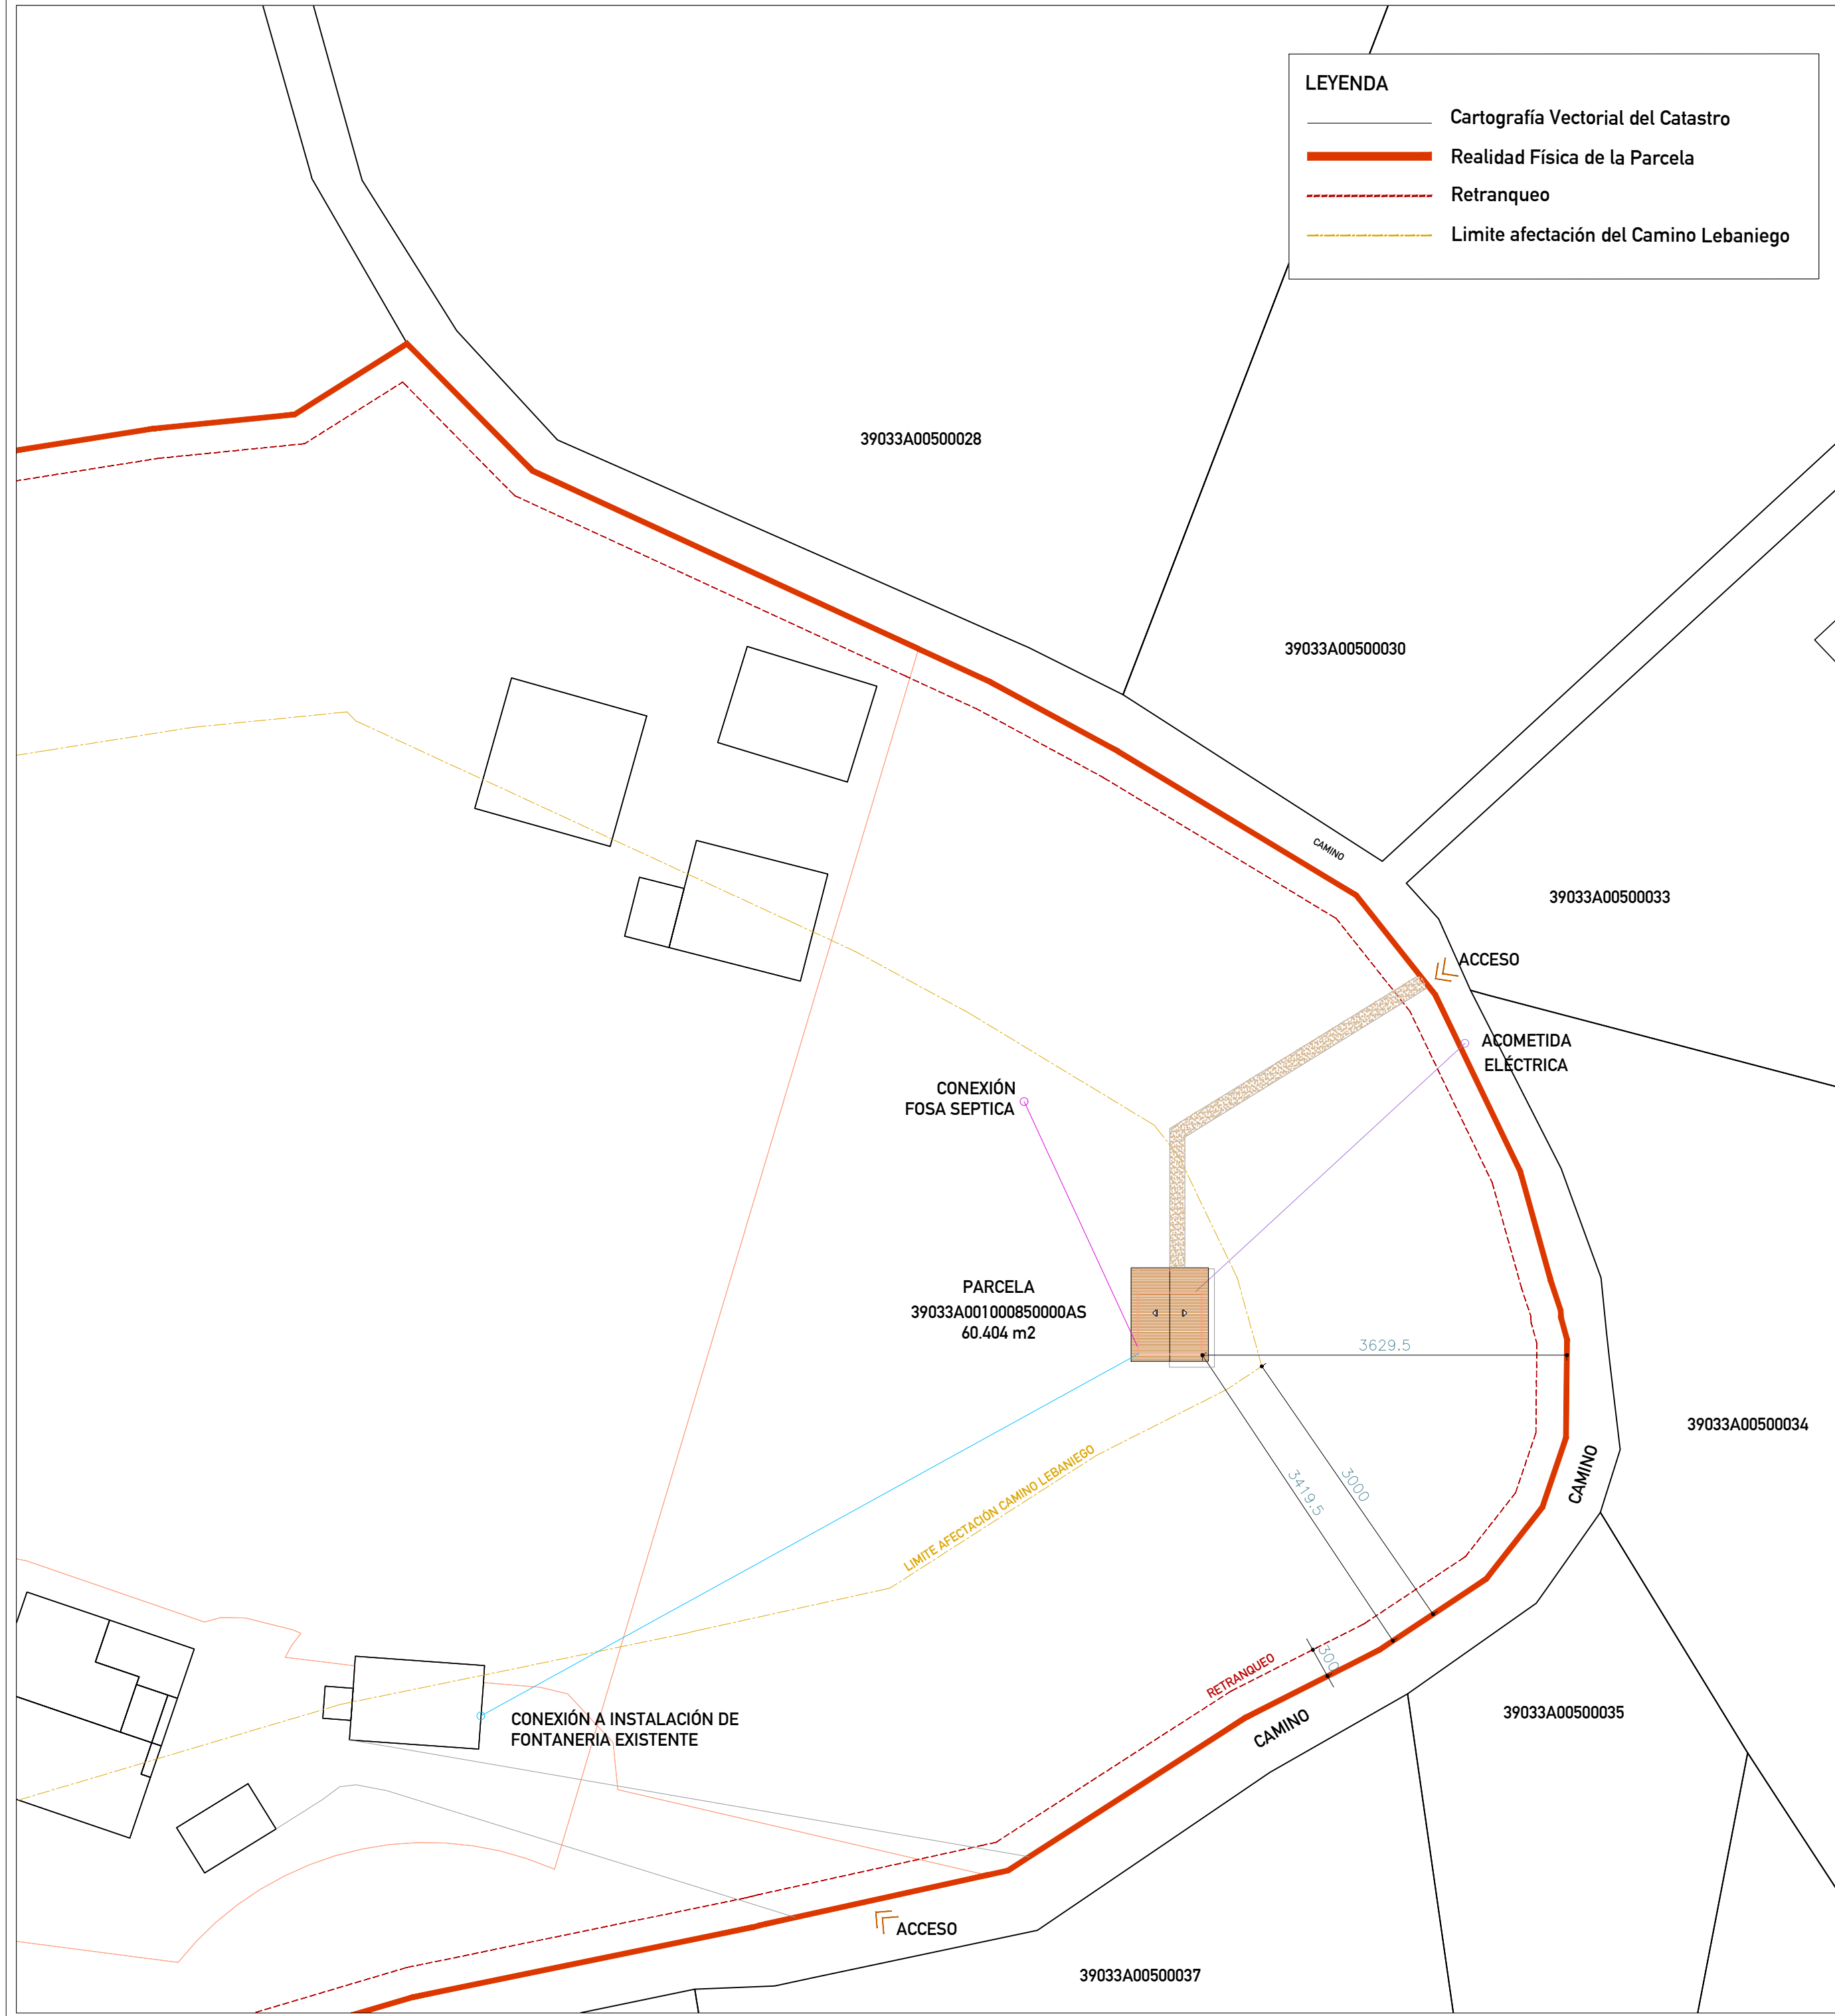 LEYENDA
Cartografía Vectorial del Catastro
Realidad Física de la Parcela
Retranqueo
Limite afectación del Camino Lebaniego
39033A00500028
39033A00500030
CAMINO
39033A00500033
ACCESO
ACOMETIDA
ELÉCTRICA
CONEXIÓN
FOSA SEPTICA
PARCELA
39033A001000850000AS
60.404 m2
3629.5
39033A00500034
LIMITE AFECTACIÓN CAMINO LEBANIEGO
3419.5
3000
CAMINO
300
RETRANQUEO
CAMINO
39033A00500035
CONEXIÓN A INSTALACIÓN DE
FONTANERIA EXISTENTE
ACCESO
39033A00500037